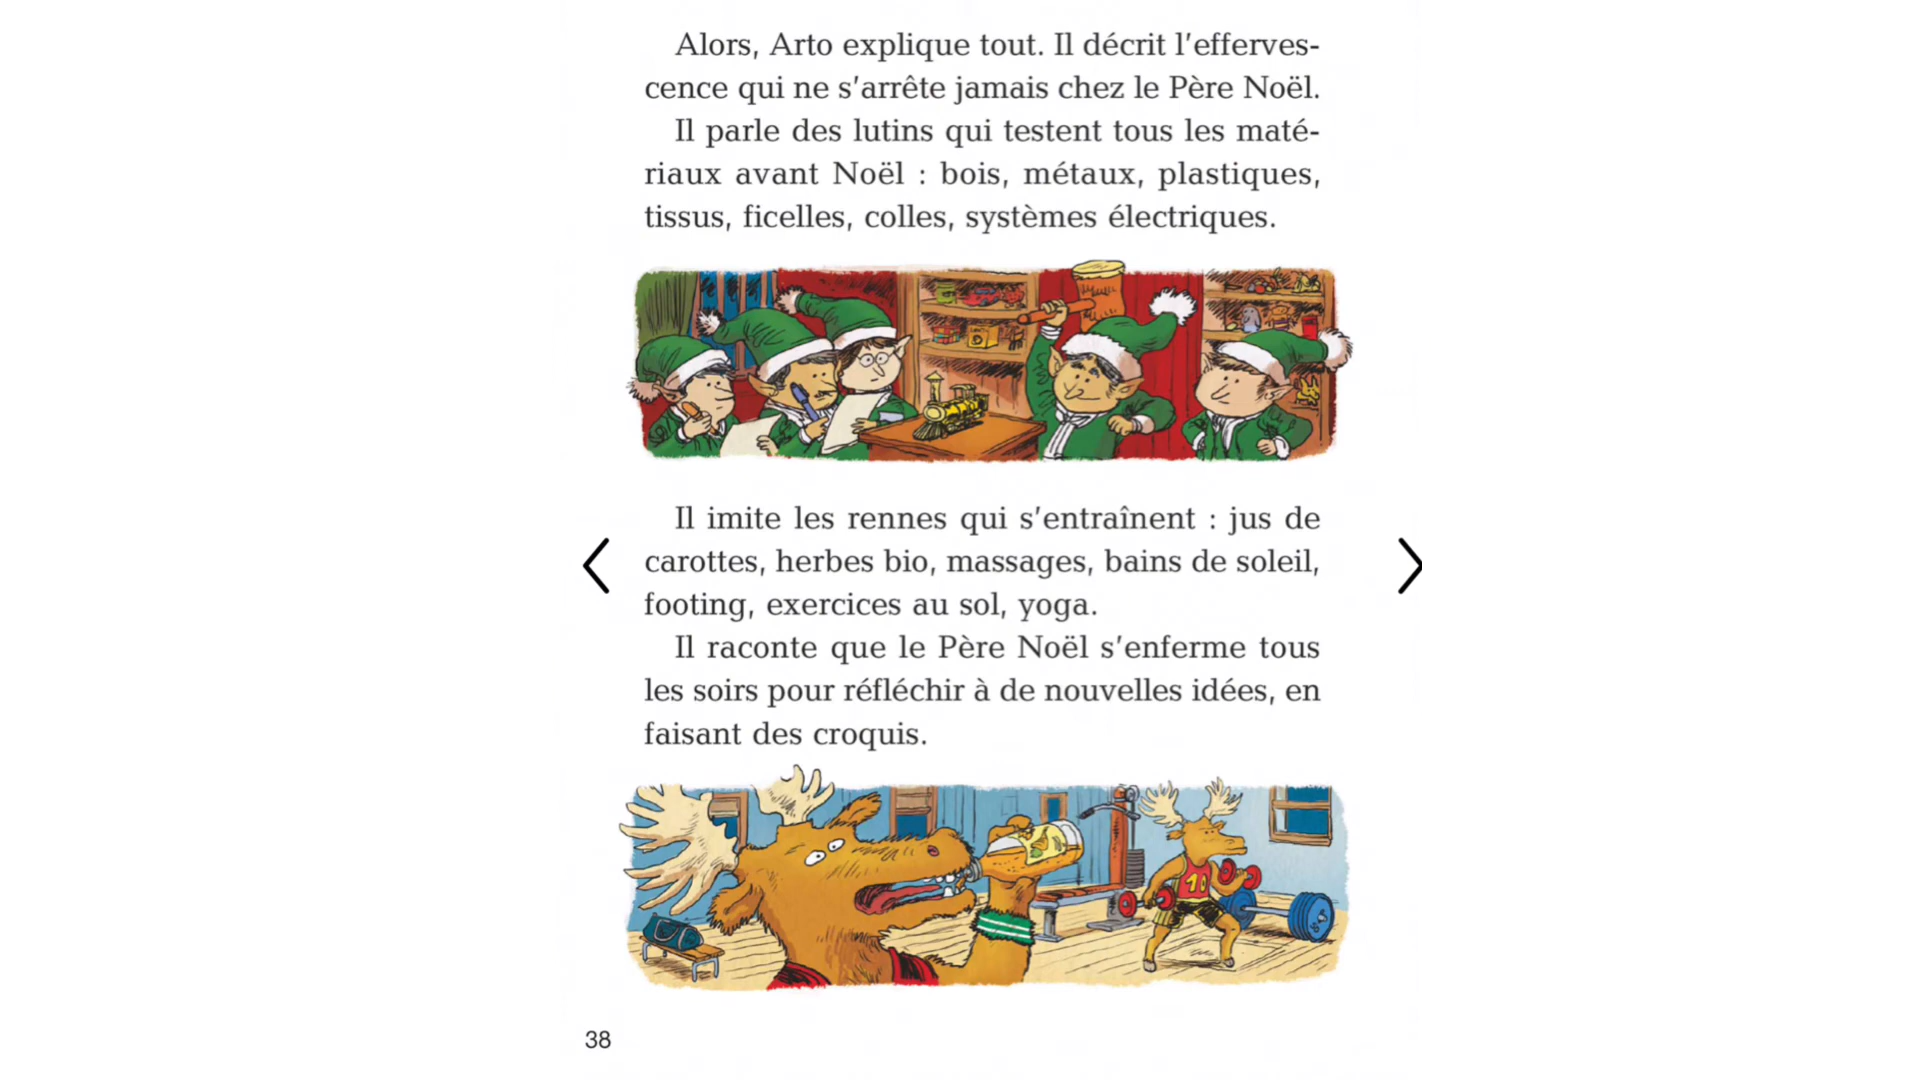 Alors, Arto explique tout. Il décrit l’efferves-
cence qui ne s’arrête jamais chez le Père Noël.
Il parle des lutins qui testent tous les maté-
riaux avant Noël : bois, métaux, plastiques,
tissus, ficelles, colles, systèmes électriques.
Il imite les rennes qui s’entraînent : jus de
carottes, herbes bio, massages, bains de soleil,
footing, exercices au sol, yoga.
Il raconte que le Père Noël s’enferme tous
les soirs pour réfléchir à de nouvelles idées, en
faisant des croquis.
10
38